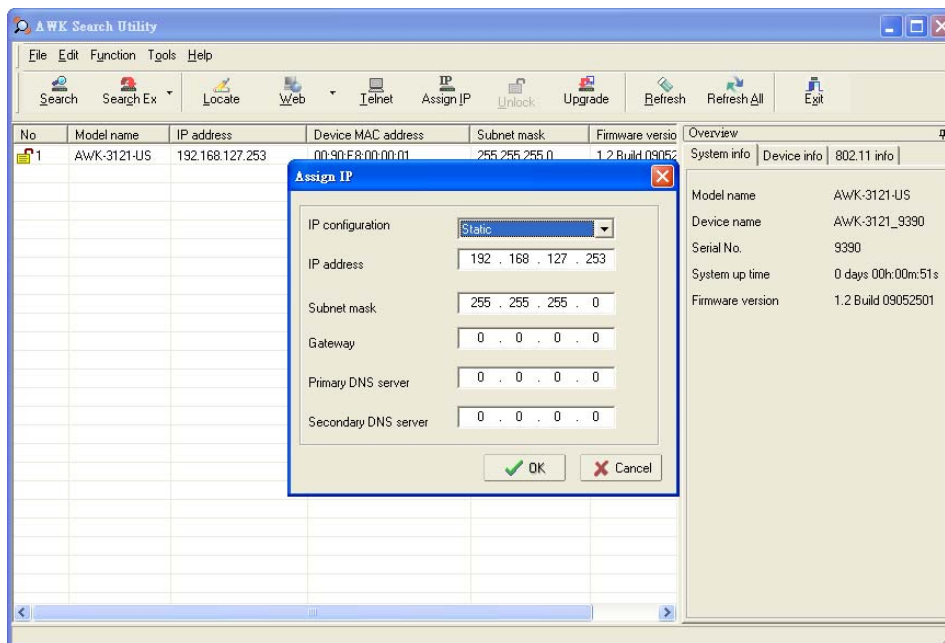 AWK Search Utility
File Edit Function Tools Help
Search Search Ex Locate Web Telnet IP Assign IP Unlock Upgrade Refresh Refresh All Exit
No Model name IP address Device MAC address Subnet mask Firmware versio
1 AWK-3121-US 192.168.127.253 00:90:E8:00:00:01 255.255.255.0 1.2 Build 09052
Assign IP
IP configuration Static
IP address 192 . 168 . 127 . 253
Subnet mask 255 . 255 . 255 . 0
Gateway 0 . 0 . 0 . 0
Primary DNS server 0 . 0 . 0 . 0
Secondary DNS server 0 . 0 . 0 . 0
OK Cancel
Overview
System info Device info 802.11 info
Model name AWK-3121-US
Device name AWK-3121_9390
Serial No. 9390
System up time 0 days 00h:00m:51s
Firmware version 1.2 Build 09052501